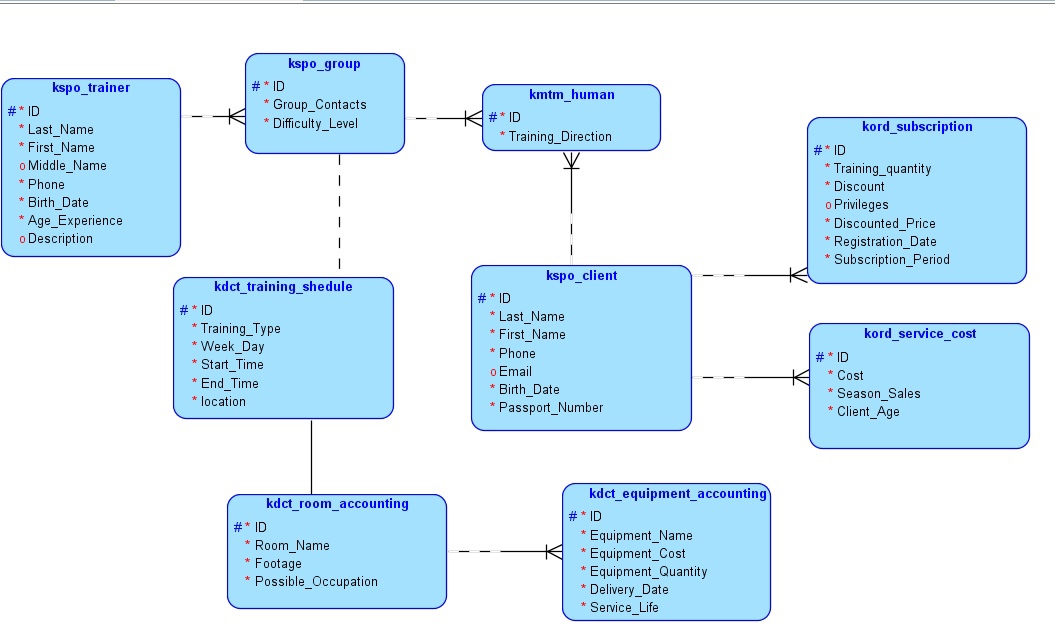 kspo_trainer
# * ID
* Last_Name
* First_Name
o Middle_Name
* Phone
* Birth_Date
* Age_Experience
o Description
kspo_group
# * ID
* Group_Contacts
* Difficulty_Level
kmtm_human
# * ID
* Training_Direction
kord_subscription
# * ID
* Training_quantity
* Discount
o Privileges
* Discounted_Price
* Registration_Date
* Subscription_Period
kdct_training_shedule
# * ID
* Training_Type
* Week_Day
* Start_Time
* End_Time
* location
kspo_client
# * ID
* Last_Name
* First_Name
* Phone
o Email
* Birth_Date
* Passport_Number
kord_service_cost
# * ID
* Cost
* Season_Sales
* Client_Age
kdct_room_accounting
# * ID
* Room_Name
* Footage
* Possible_Occupation
kdct_equipment_accounting
# * ID
* Equipment_Name
* Equipment_Cost
* Equipment_Quantity
* Delivery_Date
* Service_Life